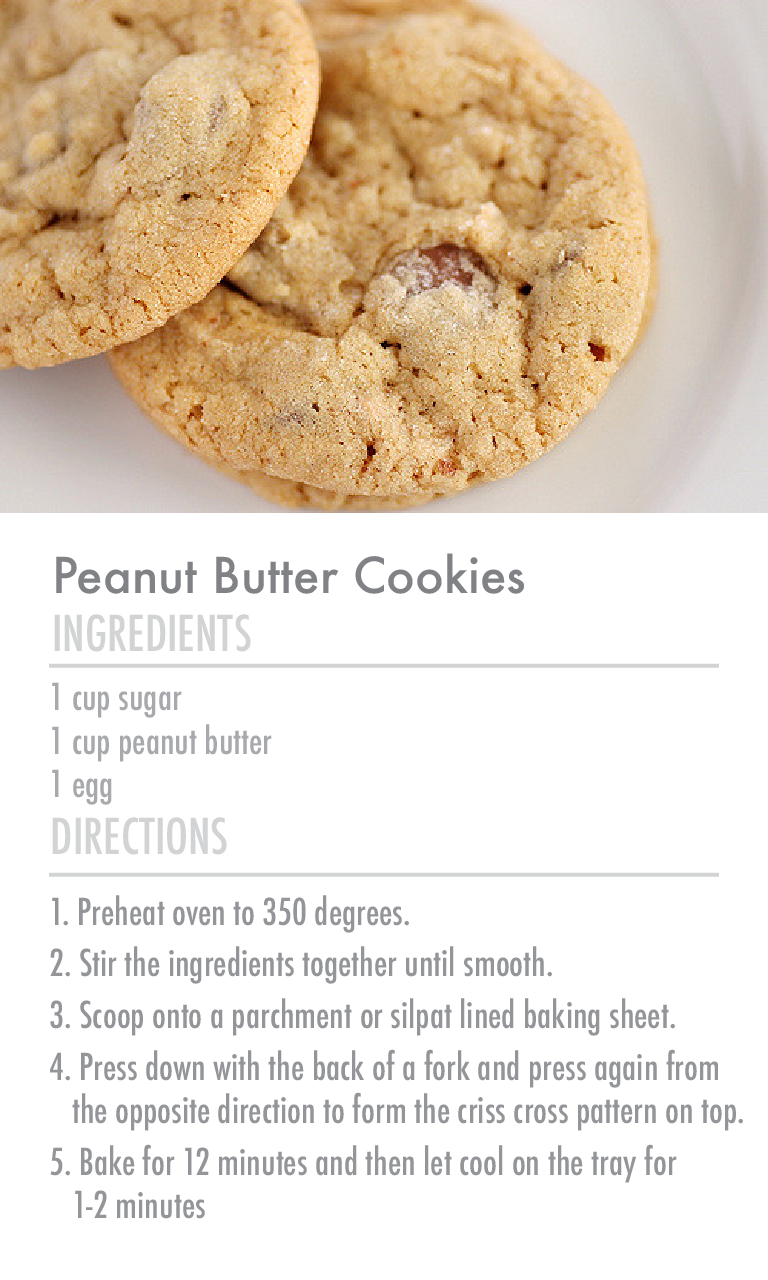 Peanut Butter Cookies
INGREDIENTS
1 cup sugar
1 cup peanut butter
1 egg
DIRECTIONS
1. Preheat oven to 350 degrees.
2. Stir the ingredients together until smooth.
3. Scoop onto a parchment or silpat lined baking sheet.
4. Press down with the back of a fork and press again from
the opposite direction to form the criss cross pattern on top.
5. Bake for 12 minutes and then let cool on the tray for
1-2 minutes